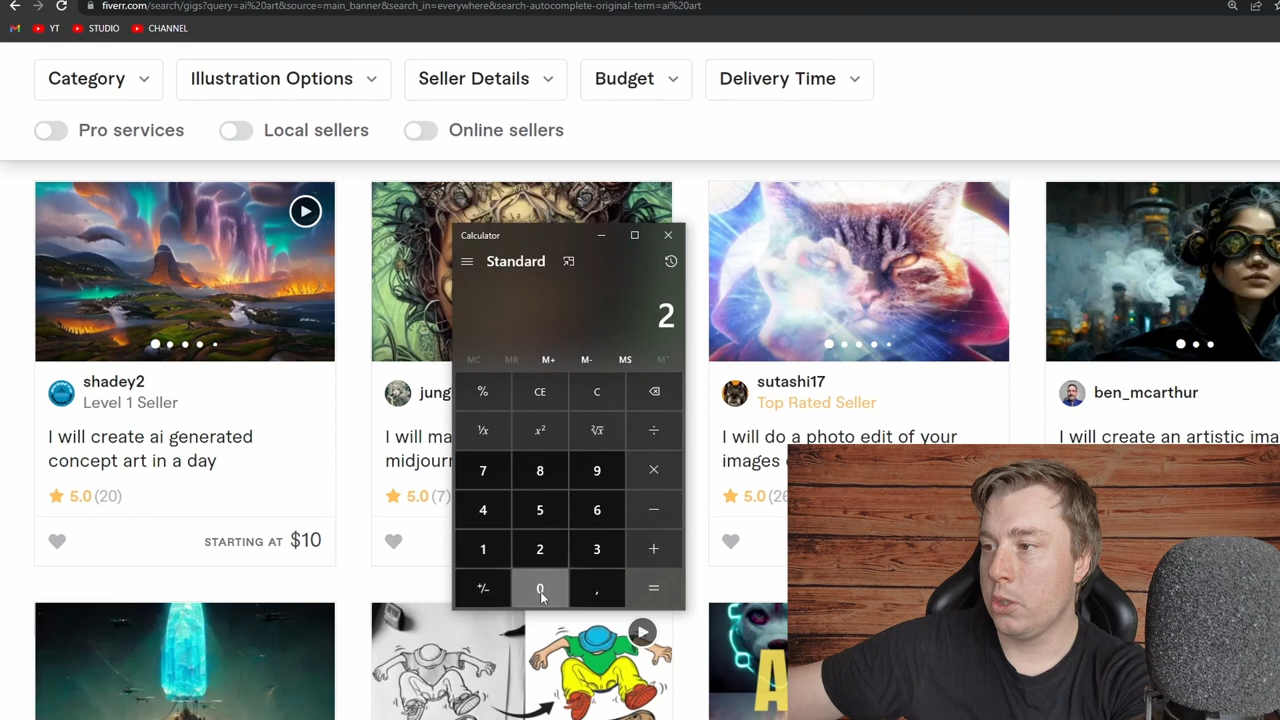 fiverr.com/search/gigs?query=ai%20art&source=main_banner&search_in=everywhere&search-autocomplete-original-term=ai%20art
YT STUDIO CHANNEL
Category Illustration Options Seller Details Budget Delivery Time
Pro services Local sellers Online sellers
shadey2
Level 1 Seller
I will create ai generated
concept art in a day
5.0 (20)
STARTING AT $10
jung
I will ma
midjourn
5.0 (7)
Calculator
Standard
2
MC MR M+ M- MS M˅
% CE C
¹/x x² ²√x ÷
7 8 9 ×
4 5 6 −
1 2 3 +
+/− 0 , =
sutashi17
Top Rated Seller
I will do a photo edit of your
images
5.0 (26
ben_mcarthur
I will create an artistic ima
A